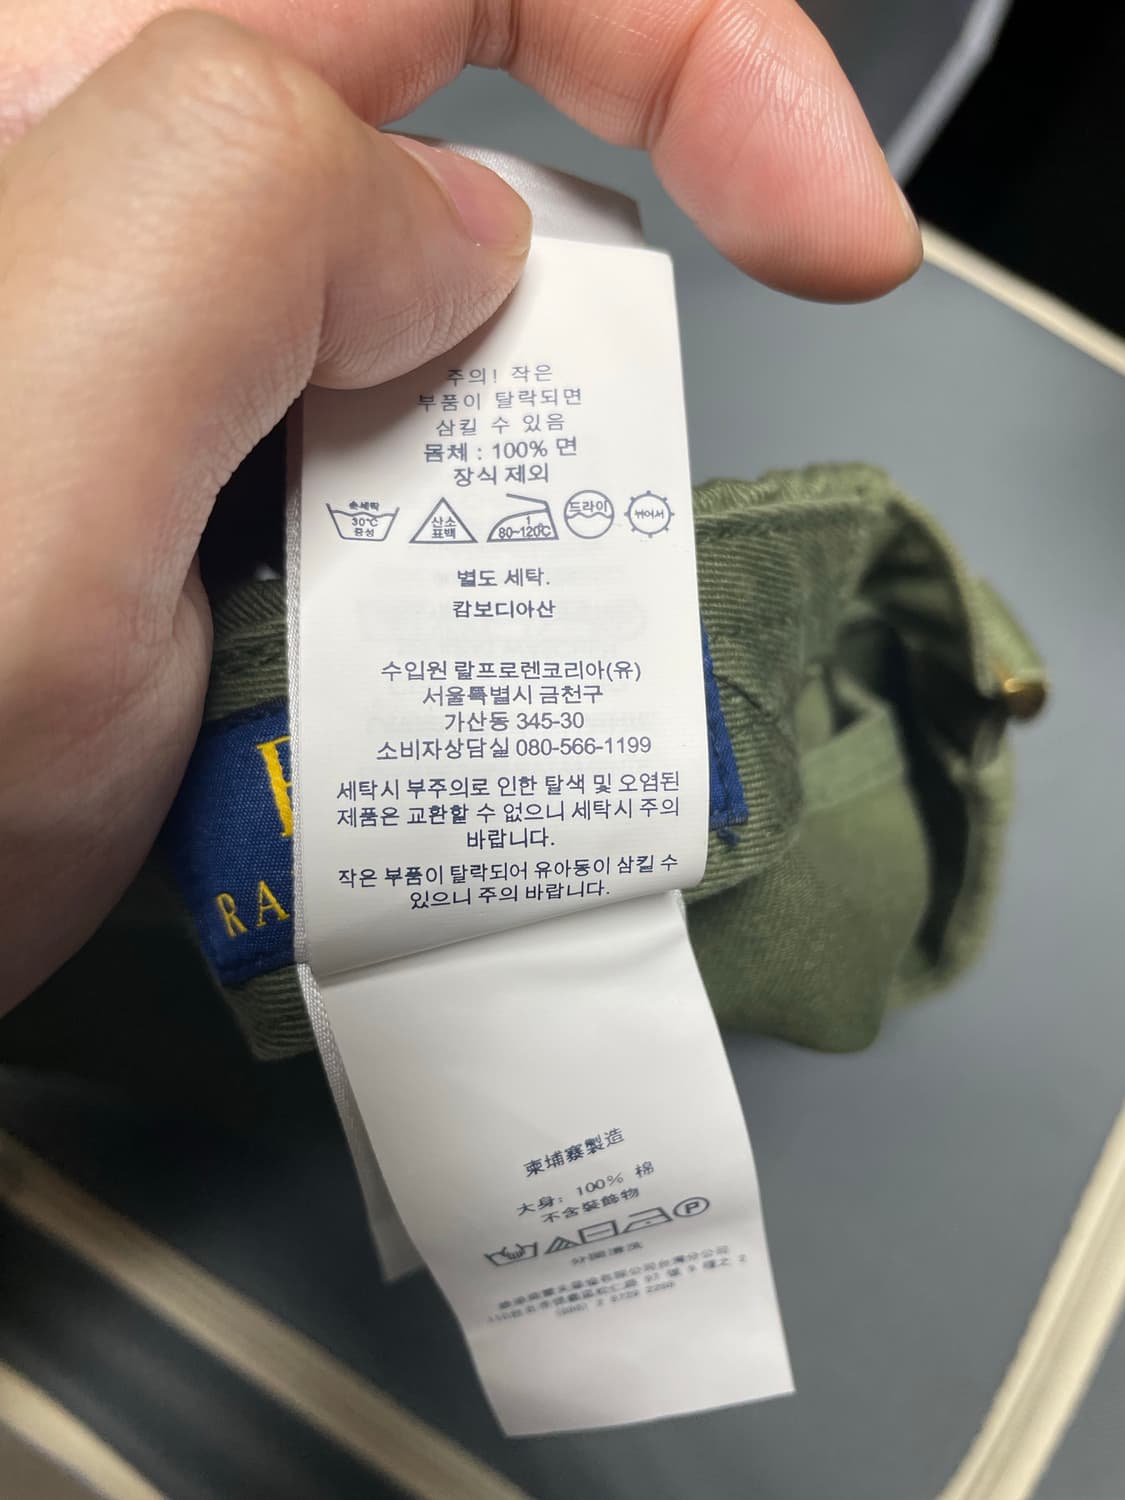 주의! 작은
부품이 탈락되면
삼킬 수 있음
몸체 : 100% 면
장식 제외
손세탁
30℃
중성
산소
표백
1
80~120℃
드라이
뉘어서
별도 세탁.
캄보디아산
수입원 랄프로렌코리아(유)
서울특별시 금천구
가산동 345-30
소비자상담실 080-566-1199
세탁시 부주의로 인한 탈색 및 오염된
제품은 교환할 수 없으니 세탁시 주의
바랍니다.
작은 부품이 탈락되어 유아동이 삼킬 수
있으니 주의 바랍니다.
RA
柬埔寨製造
大身: 100% 棉
不含裝飾物
P
分開清洗